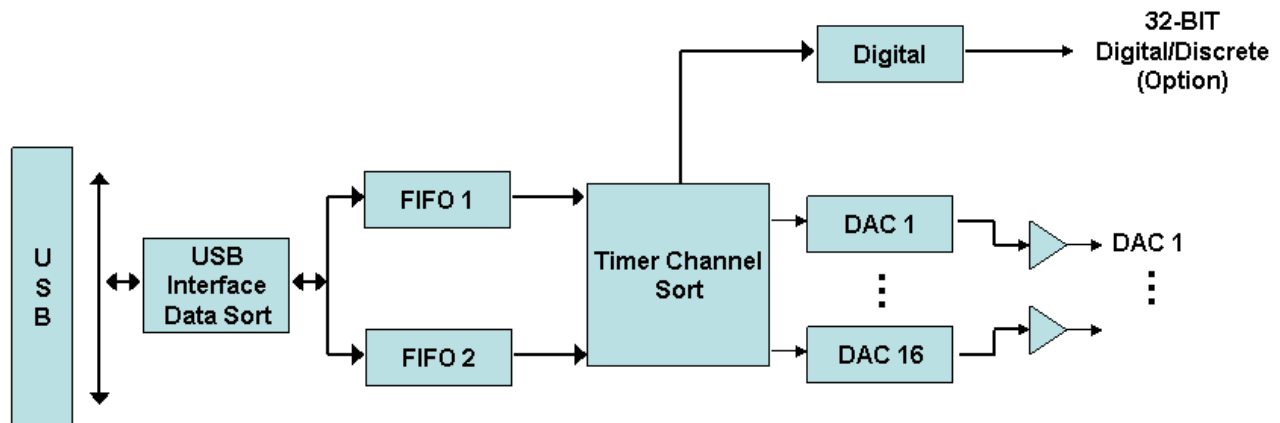 32-BIT
Digital/Discrete
(Option)
Digital
U
S
B
USB
Interface
Data Sort
FIFO 1
FIFO 2
Timer Channel
Sort
DAC 1
DAC 16
DAC 1